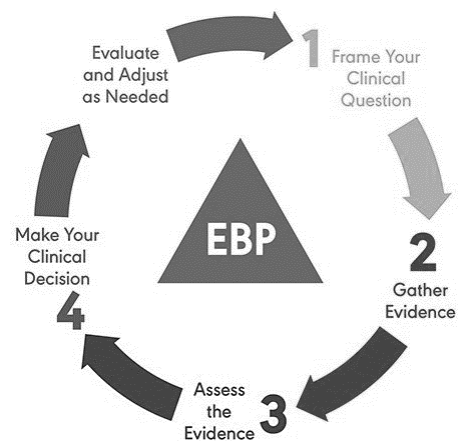 1
Frame Your
Clinical
Question
2
Gather
Evidence
3
Assess
the
Evidence
4
Make Your
Clinical
Decision
Evaluate
and Adjust
as Needed
EBP